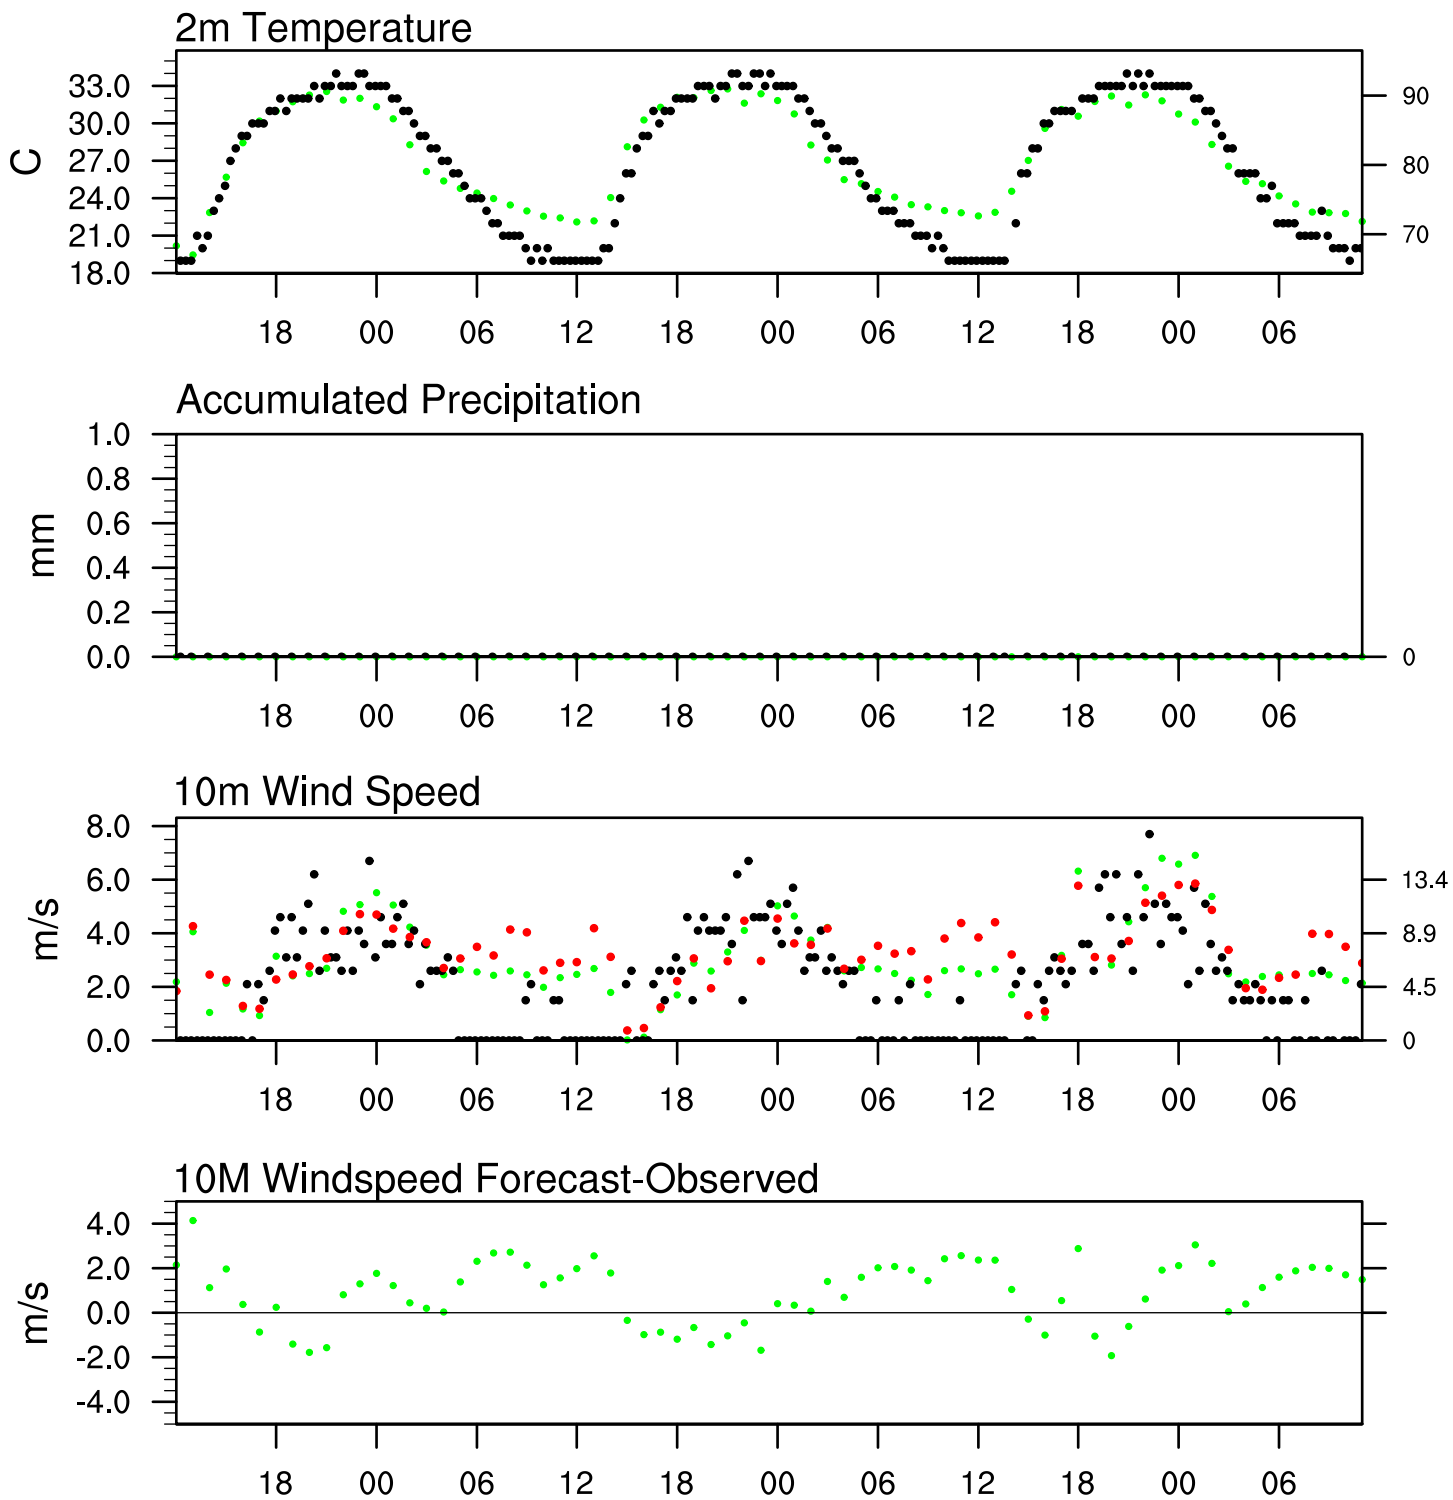 2m Temperature
33.0
30.0
27.0
24.0
21.0
18.0
C
90
80
70
18 00 06 12 18 00 06 12 18 00 06
Accumulated Precipitation
1.0
0.8
0.6
0.4
0.2
0.0
mm
0
18 00 06 12 18 00 06 12 18 00 06
10m Wind Speed
8.0
6.0
4.0
2.0
0.0
m/s
13.4
8.9
4.5
0
18 00 06 12 18 00 06 12 18 00 06
10M Windspeed Forecast-Observed
4.0
2.0
0.0
-2.0
-4.0
m/s
18 00 06 12 18 00 06 12 18 00 06